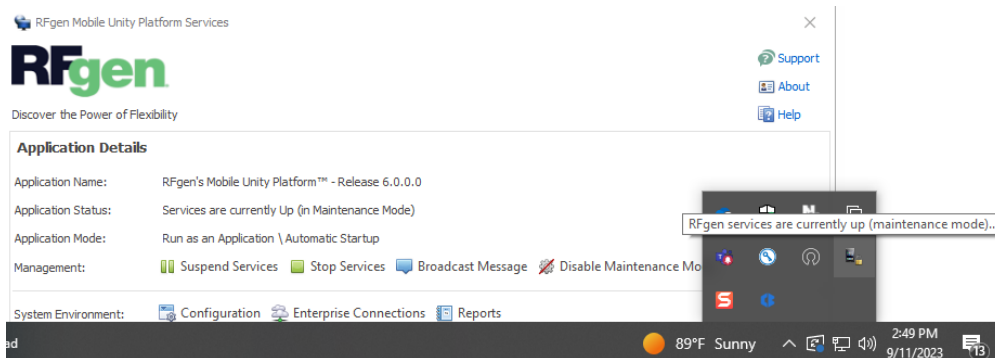 RFgen Mobile Unity Platform Services
RFgen
Support
About
Discover the Power of Flexibility
Help
Application Details
Application Name: RFgen's Mobile Unity Platform™ - Release 6.0.0.0
Application Status: Services are currently Up (in Maintenance Mode)
RFgen services are currently up (maintenance mode)..
Application Mode: Run as an Application \ Automatic Startup
Management: Suspend Services Stop Services Broadcast Message Disable Maintenance Mo
System Environment: Configuration Enterprise Connections Reports
ad 89°F Sunny 2:49 PM
9/11/2023 13